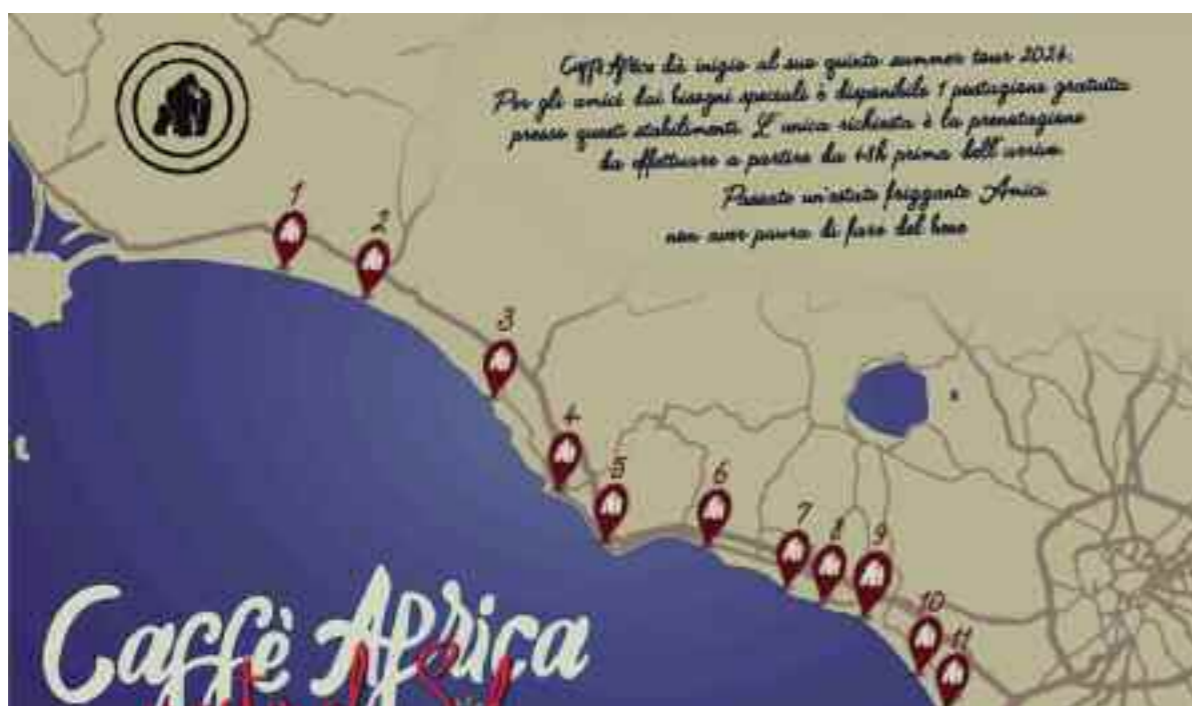 Caffè Africa dà inizio al suo quinto summer tour
Per gli amici dai bisogni speciali è disponibile 1 postazione gratuita
presso questi stabilimenti. L'unica richiesta è la prenotazione
da effettuare a partire da 48h prima dell'arrivo.
Passate un'estate frizzante Amici
non aver paura di fare del bene
1
2
3
4
5
6
7
8
9
10
11
Caffè Africa